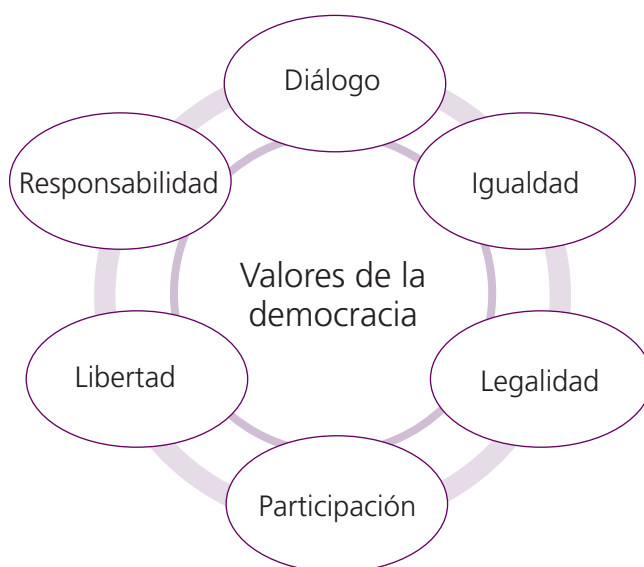 Diálogo
Responsabilidad
Igualdad
Valores de la
democracia
Libertad
Legalidad
Participación